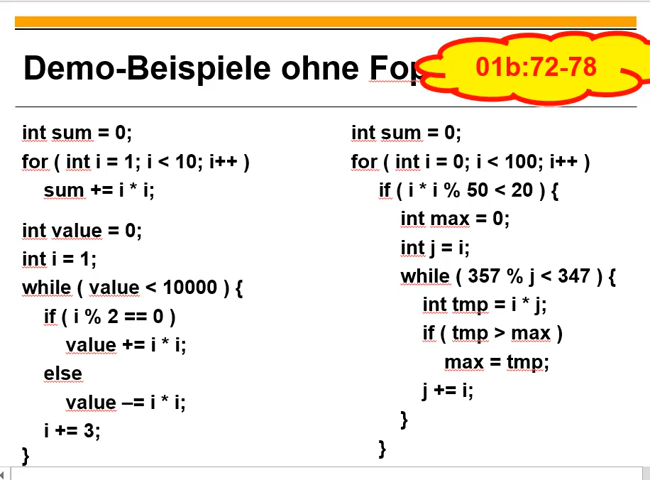 Demo-Beispiele ohne Fop
01b:72-78
int sum = 0;
for ( int i = 1; i < 10; i++ )
sum += i * i;
int value = 0;
int i = 1;
while ( value < 10000 ) {
if ( i % 2 == 0 )
value += i * i;
else
value –= i * i;
i += 3;
}
int sum = 0;
for ( int i = 0; i < 100; i++ )
if ( i * i % 50 < 20 ) {
int max = 0;
int j = i;
while ( 357 % j < 347 ) {
int tmp = i * j;
if ( tmp > max )
max = tmp;
j += i;
}
}